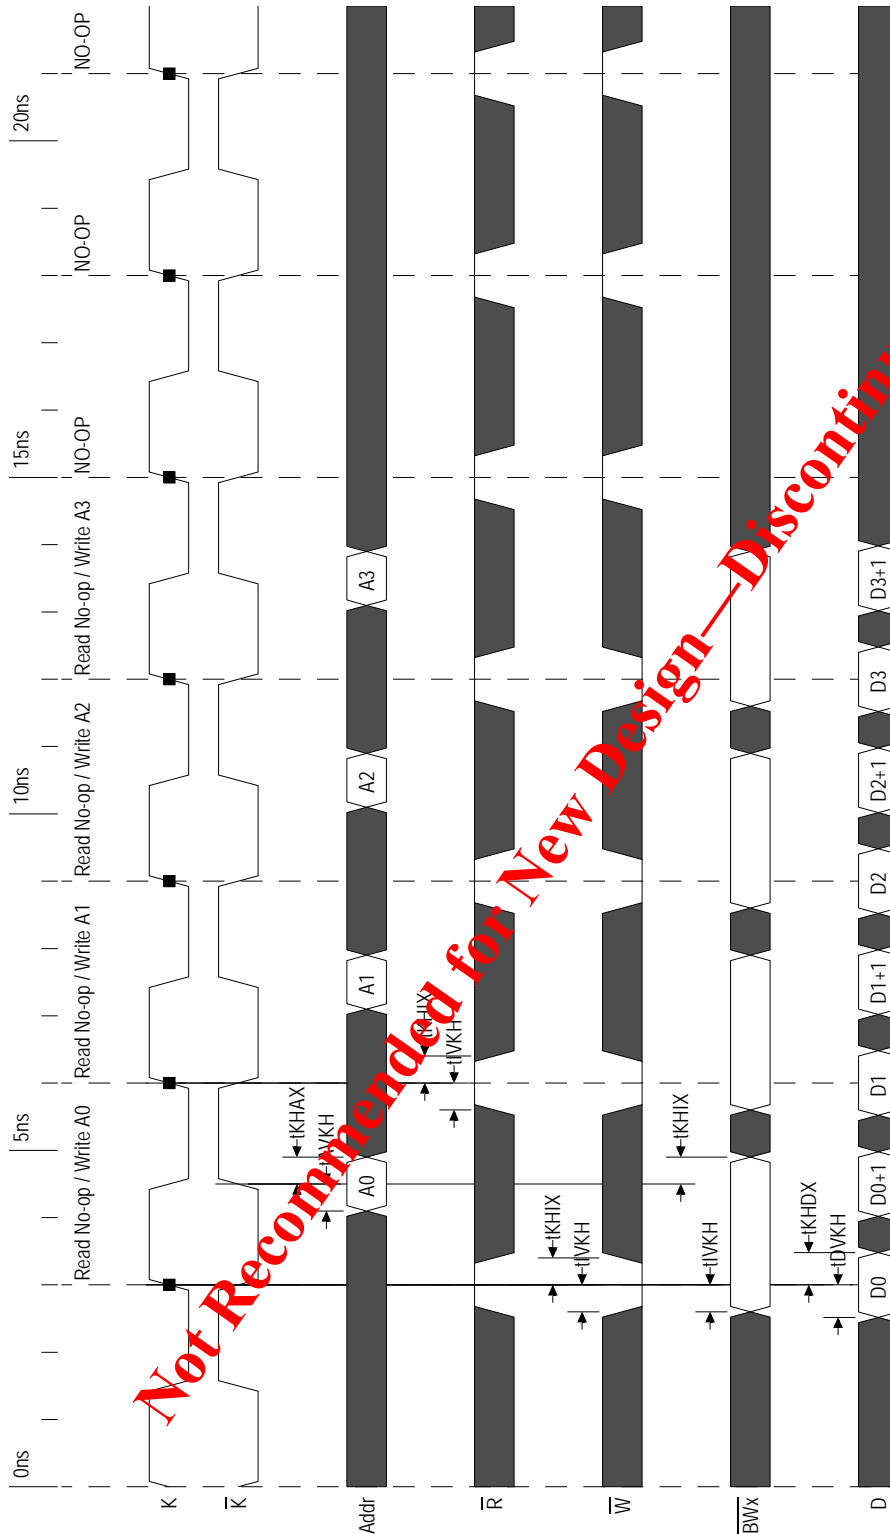 0ns 5ns 10ns 15ns 20ns
Read No-op / Write A0 Read No-op / Write A1 Read No-op / Write A2 Read No-op / Write A3 NO-OP NO-OP NO-OP
K
K
tKHAX
tAVKH
Addr A0 A1 A2 A3
tKHIX
tIVKH
R
tKHIX
tIVKH
W
tKHIX
tIVKH
BWx
tKHDX
tDVKH
D D0 D0+1 D1 D1+1 D2 D2+1 D3 D3+1
Not Recommended for New Design—Discontinu